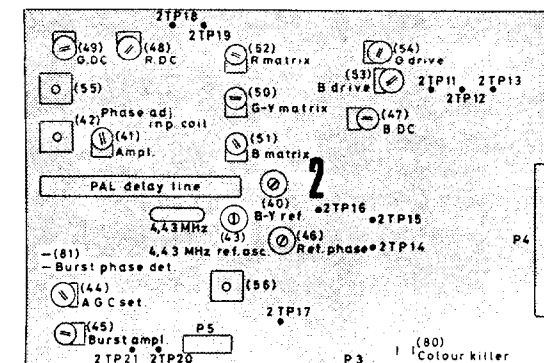 2TP18
2TP19
(49)
G.DC
(48)
R.DC
(52)
R matrix
(54)
G drive
(53)
B drive
2TP11
2TP13
2TP12
(55)
(50)
G-Y matrix
(47)
B DC
Phase adj
inp. coil
(42)
(41)
Ampl.
(51)
B matrix
2
PAL delay line
(40)
B-Y ref.
2TP16
2TP15
4,43 MHz
(43)
4,43 MHz ref. osc.
(46)
Ref. phase
2TP14
P4
(81)
Burst phase det.
(44)
AGC set.
(56)
2TP17
(45)
Burst ampl.
P5
2TP21
2TP20
P3
(80)
Colour killer